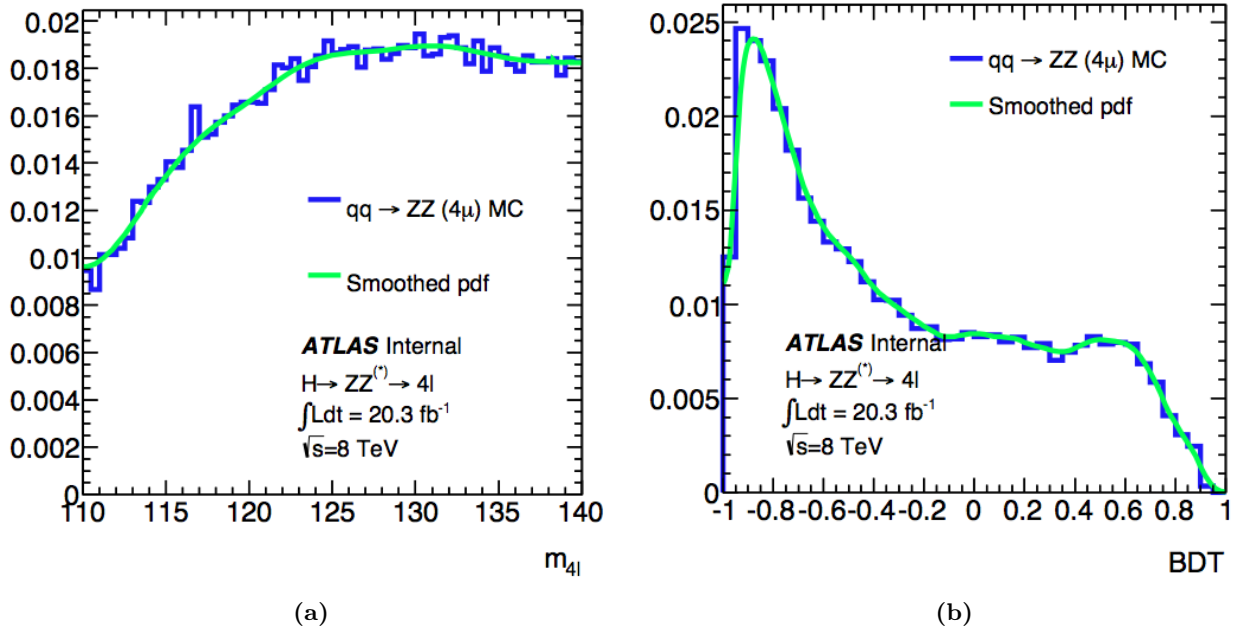 0.02
0.018
0.016
0.014
0.012
0.01
0.008
0.006
0.004
0.002
0
qq → ZZ (4μ) MC
Smoothed pdf
ATLAS Internal
H→ ZZ(*)→ 4l
∫Ldt = 20.3 fb-1
√s=8 TeV
110 115 120 125 130 135 140
m4l
(a)
0.025
0.02
0.015
0.01
0.005
0
qq → ZZ (4μ) MC
Smoothed pdf
ATLAS Internal
H→ ZZ(*)→ 4l
∫Ldt = 20.3 fb-1
√s=8 TeV
-1 -0.8 -0.6 -0.4 -0.2 0 0.2 0.4 0.6 0.8 1
BDT
(b)